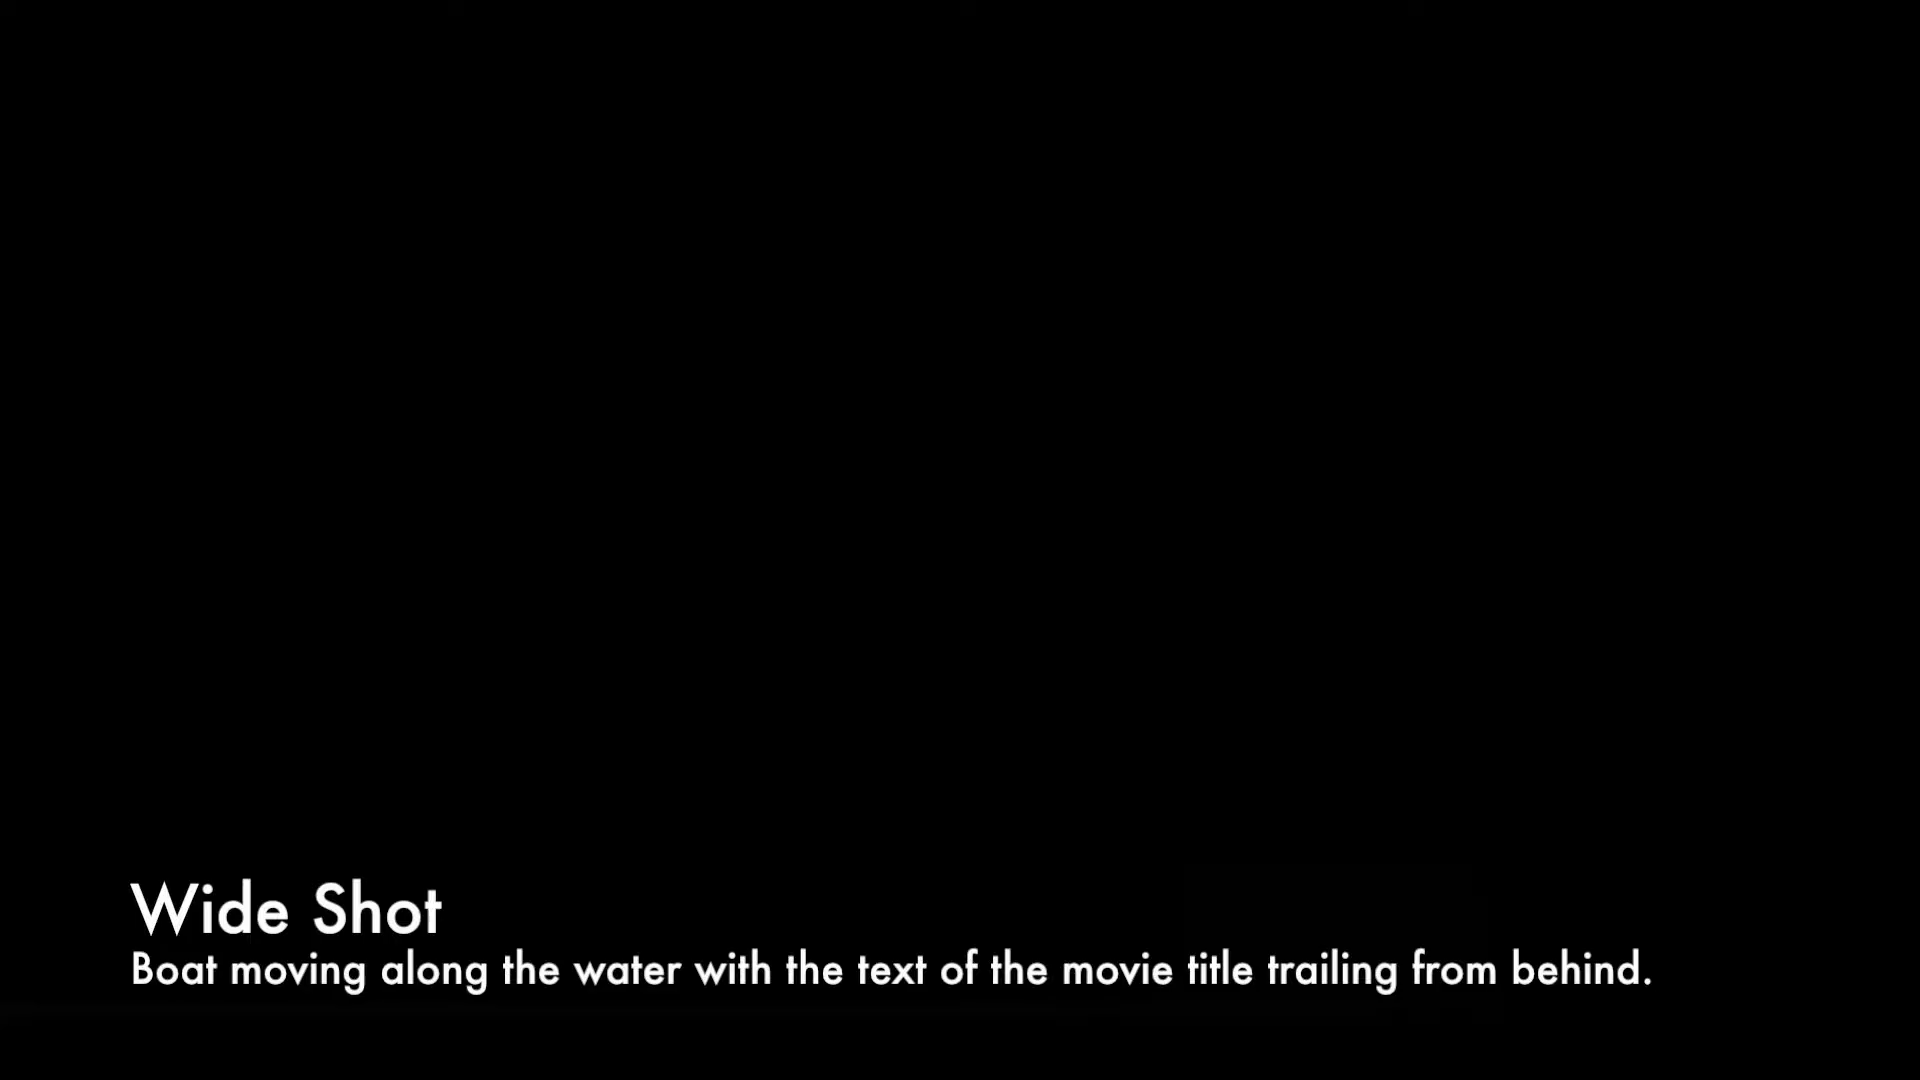 Wide Shot
Boat moving along the water with the text of the movie title trailing from behind.